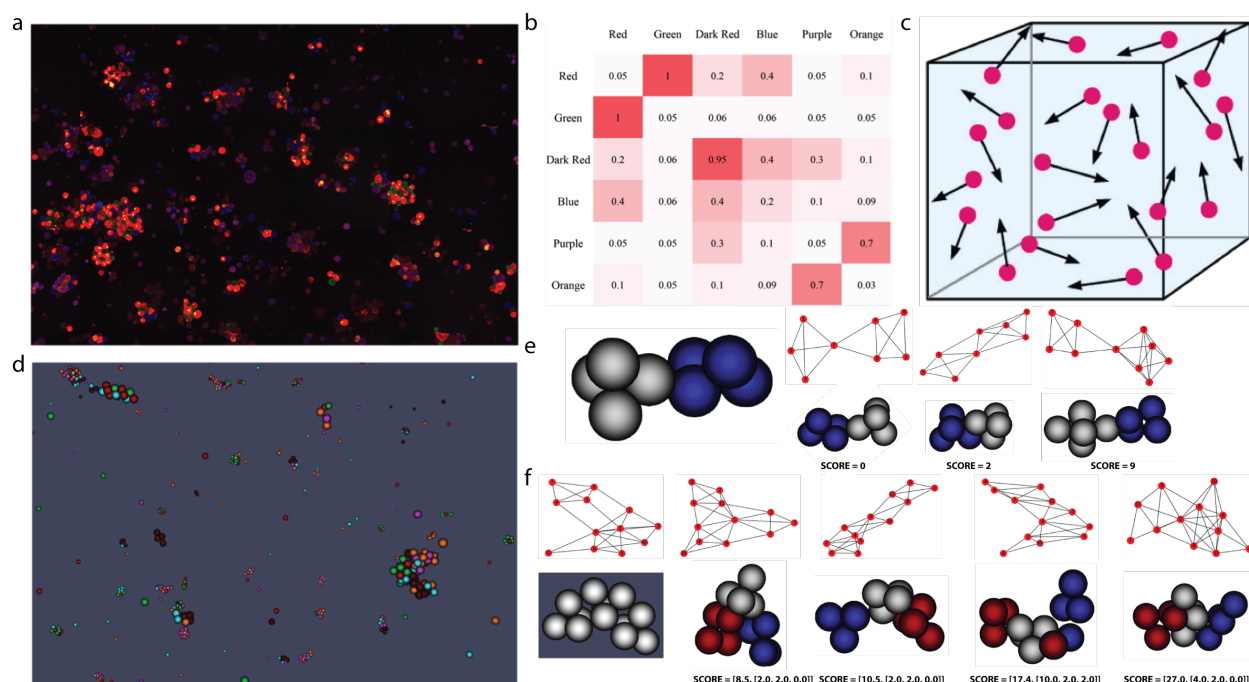 a
b
Red Green Dark Red Blue Purple Orange
Red 0.05 1 0.2 0.4 0.05 0.1
Green 1 0.05 0.06 0.06 0.05 0.05
Dark Red 0.2 0.06 0.95 0.4 0.3 0.1
Blue 0.4 0.06 0.4 0.2 0.1 0.09
Purple 0.05 0.05 0.3 0.1 0.05 0.7
Orange 0.1 0.05 0.1 0.09 0.7 0.03
c
d
e
SCORE = 0 SCORE = 2 SCORE = 9
f
SCORE = [8.5, [2.0, 2.0, 0.0]] SCORE = [10.5, [2.0, 2.0, 0.0]] SCORE = [17.4, [10.0, 2.0, 2.0]] SCORE = [27.0, [4.0, 2.0, 0.0]]